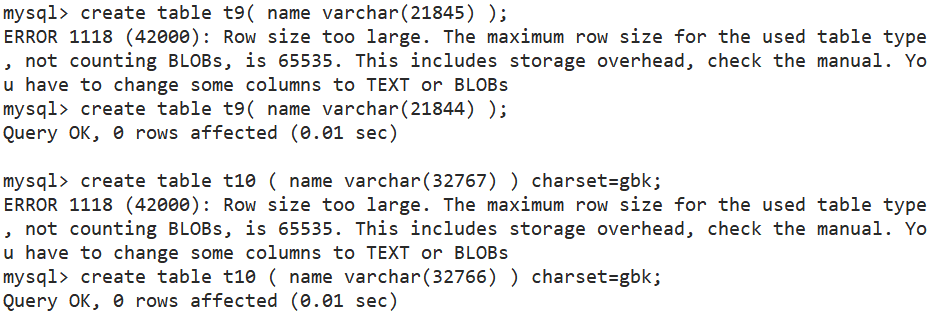 mysql> create table t9( name varchar(21845) );
ERROR 1118 (42000): Row size too large. The maximum row size for the used table type
, not counting BLOBs, is 65535. This includes storage overhead, check the manual. Yo
u have to change some columns to TEXT or BLOBs
mysql> create table t9( name varchar(21844) );
Query OK, 0 rows affected (0.01 sec)
mysql> create table t10 ( name varchar(32767) ) charset=gbk;
ERROR 1118 (42000): Row size too large. The maximum row size for the used table type
, not counting BLOBs, is 65535. This includes storage overhead, check the manual. Yo
u have to change some columns to TEXT or BLOBs
mysql> create table t10 ( name varchar(32766) ) charset=gbk;
Query OK, 0 rows affected (0.01 sec)